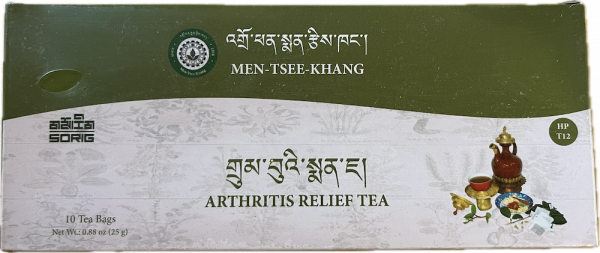 འགྲོ་ཕན་སྨན་རྩིས་ཁང་།
MEN-TSEE-KHANG
SORIG
HP
T12
གྲུམ་བུའི་སྨན་ཇ།
ARTHRITIS RELIEF TEA
10 Tea Bags
Net Wt.: 0.88 oz (25 g)